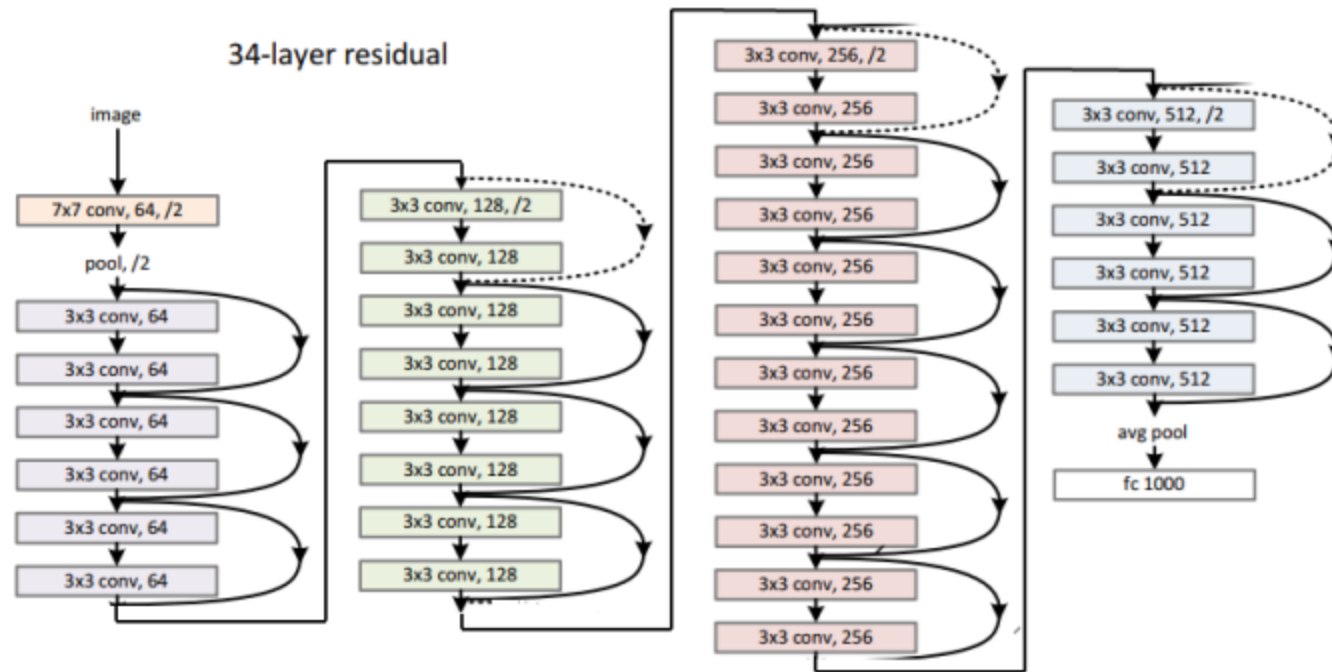 34-layer residual
image
7x7 conv, 64, /2
pool, /2
3x3 conv, 64
3x3 conv, 64
3x3 conv, 64
3x3 conv, 64
3x3 conv, 64
3x3 conv, 64
3x3 conv, 128, /2
3x3 conv, 128
3x3 conv, 128
3x3 conv, 128
3x3 conv, 128
3x3 conv, 128
3x3 conv, 128
3x3 conv, 128
3x3 conv, 256, /2
3x3 conv, 256
3x3 conv, 256
3x3 conv, 256
3x3 conv, 256
3x3 conv, 256
3x3 conv, 256
3x3 conv, 256
3x3 conv, 256
3x3 conv, 256
3x3 conv, 256
3x3 conv, 256
3x3 conv, 512, /2
3x3 conv, 512
3x3 conv, 512
3x3 conv, 512
3x3 conv, 512
3x3 conv, 512
avg pool
fc 1000